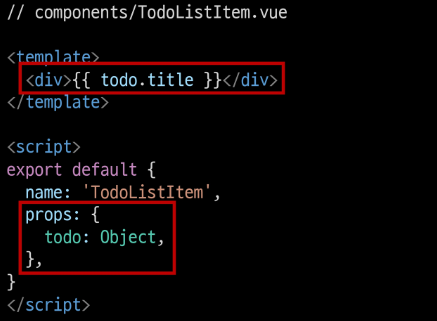 // components/TodoListItem.vue
<template>
<div>{{ todo.title }}</div>
</template>
<script>
export default {
name: 'TodoListItem',
props: {
todo: Object,
},
}
</script>